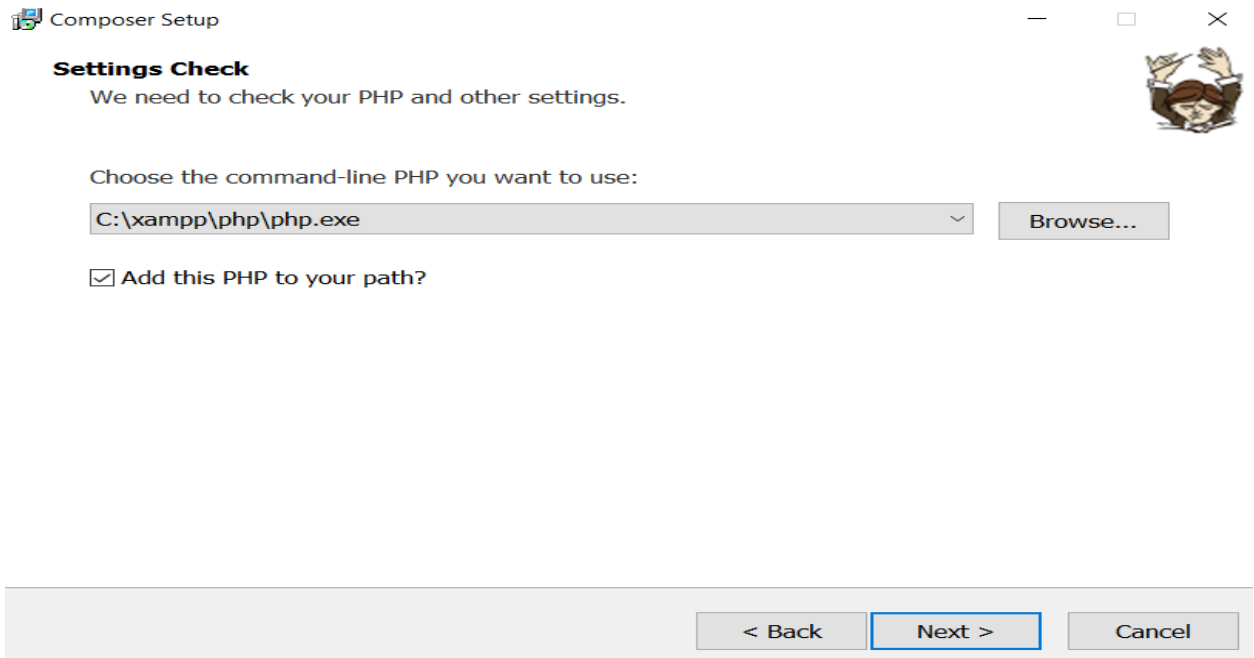 Composer Setup
Settings Check
We need to check your PHP and other settings.
Choose the command-line PHP you want to use:
C:\xampp\php\php.exe
Browse...
Add this PHP to your path?
< Back
Next >
Cancel